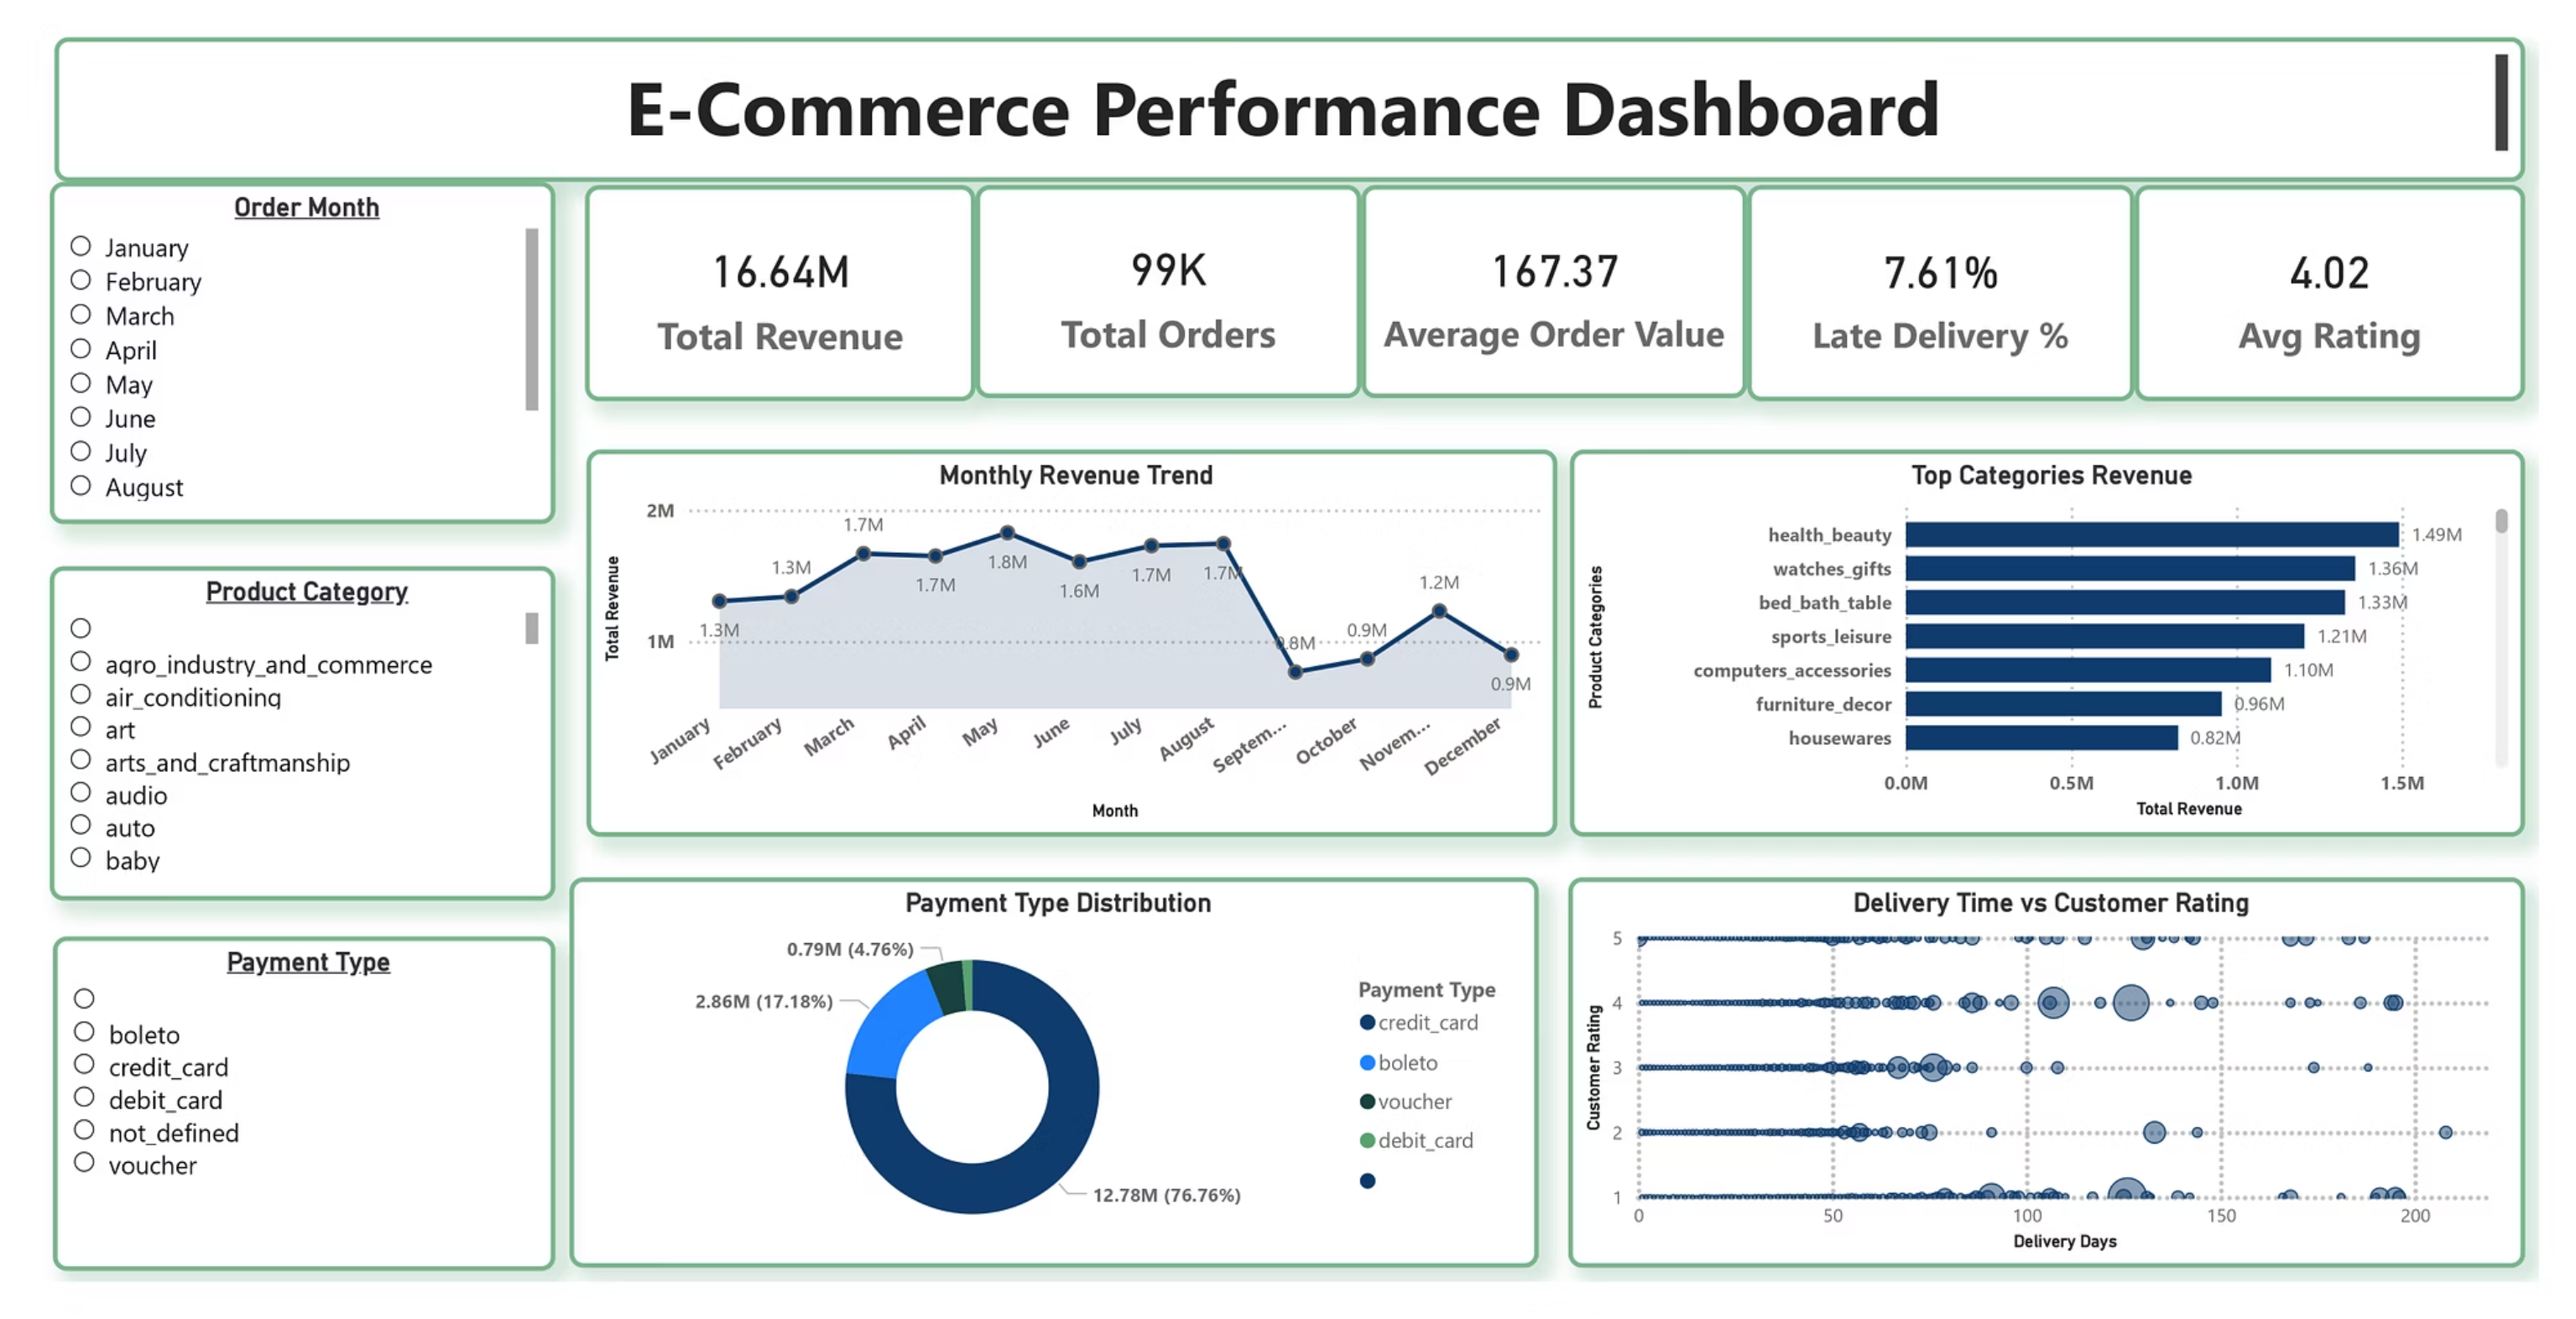 E-Commerce Performance Dashboard
Order Month
January
February
March
April
May
June
July
August
Product Category
agro_industry_and_commerce
air_conditioning
art
arts_and_craftmanship
audio
auto
baby
Payment Type
boleto
credit_card
debit_card
not_defined
voucher
16.64M
Total Revenue
99K
Total Orders
167.37
Average Order Value
7.61%
Late Delivery %
4.02
Avg Rating
Monthly Revenue Trend
Total Revenue
2M
1M
1.3M
1.3M
1.7M
1.7M
1.8M
1.6M
1.7M
1.7M
0.8M
0.9M
1.2M
0.9M
January
February
March
April
May
June
July
August
Septem...
October
Novem...
December
Month
Top Categories Revenue
Product Categories
health_beauty 1.49M
watches_gifts 1.36M
bed_bath_table 1.33M
sports_leisure 1.21M
computers_accessories 1.10M
furniture_decor 0.96M
housewares 0.82M
0.0M 0.5M 1.0M 1.5M
Total Revenue
Payment Type Distribution
0.79M (4.76%)
2.86M (17.18%)
12.78M (76.76%)
Payment Type
credit_card
boleto
voucher
debit_card
Delivery Time vs Customer Rating
Customer Rating
5
4
3
2
1
0 50 100 150 200
Delivery Days